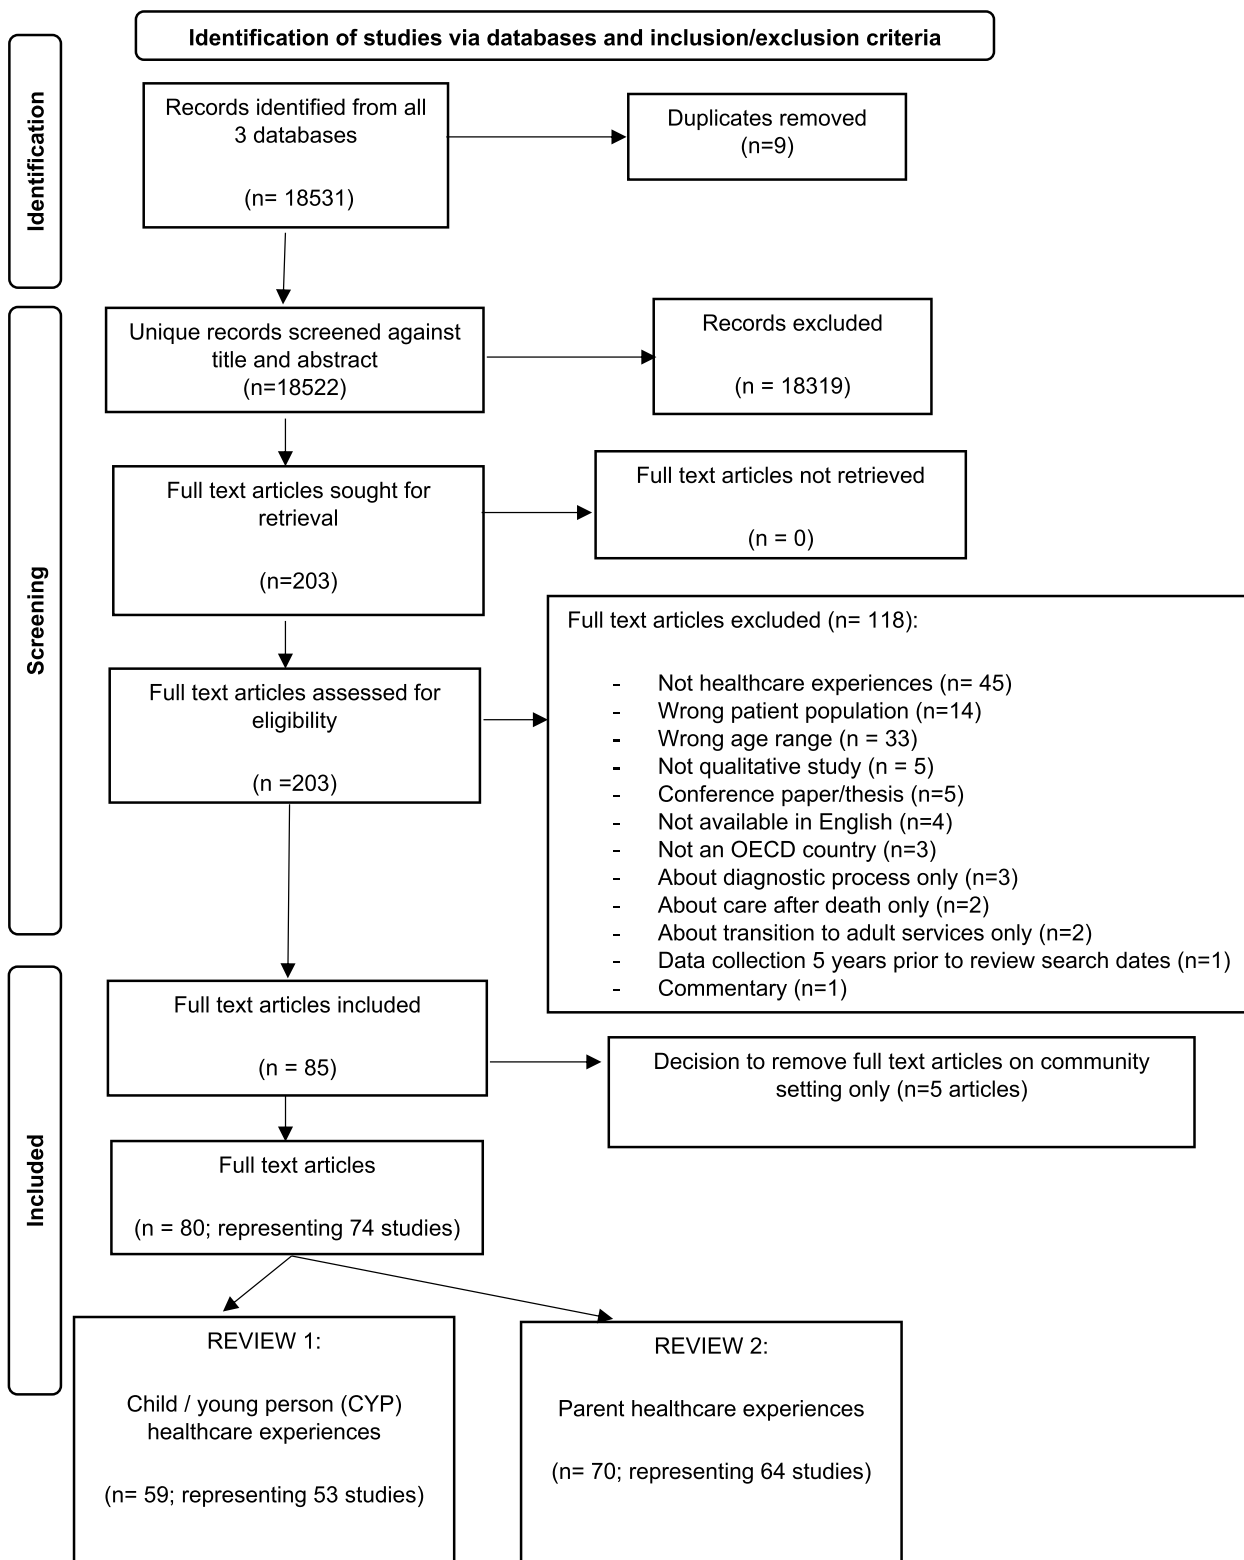 Identification of studies via databases and inclusion/exclusion criteria
Identification
Records identified from all
3 databases
(n= 18531)
Duplicates removed
(n=9)
Screening
Unique records screened against
title and abstract
(n=18522)
Records excluded
(n = 18319)
Full text articles sought for
retrieval
(n=203)
Full text articles not retrieved
(n = 0)
Full text articles assessed for
eligibility
(n =203)
Full text articles excluded (n= 118):
- Not healthcare experiences (n= 45)
- Wrong patient population (n=14)
- Wrong age range (n = 33)
- Not qualitative study (n = 5)
- Conference paper/thesis (n=5)
- Not available in English (n=4)
- Not an OECD country (n=3)
- About diagnostic process only (n=3)
- About care after death only (n=2)
- About transition to adult services only (n=2)
- Data collection 5 years prior to review search dates (n=1)
- Commentary (n=1)
Included
Full text articles included
(n = 85)
Decision to remove full text articles on community
setting only (n=5 articles)
Full text articles
(n = 80; representing 74 studies)
REVIEW 1:
Child / young person (CYP)
healthcare experiences
(n= 59; representing 53 studies)
REVIEW 2:
Parent healthcare experiences
(n= 70; representing 64 studies)